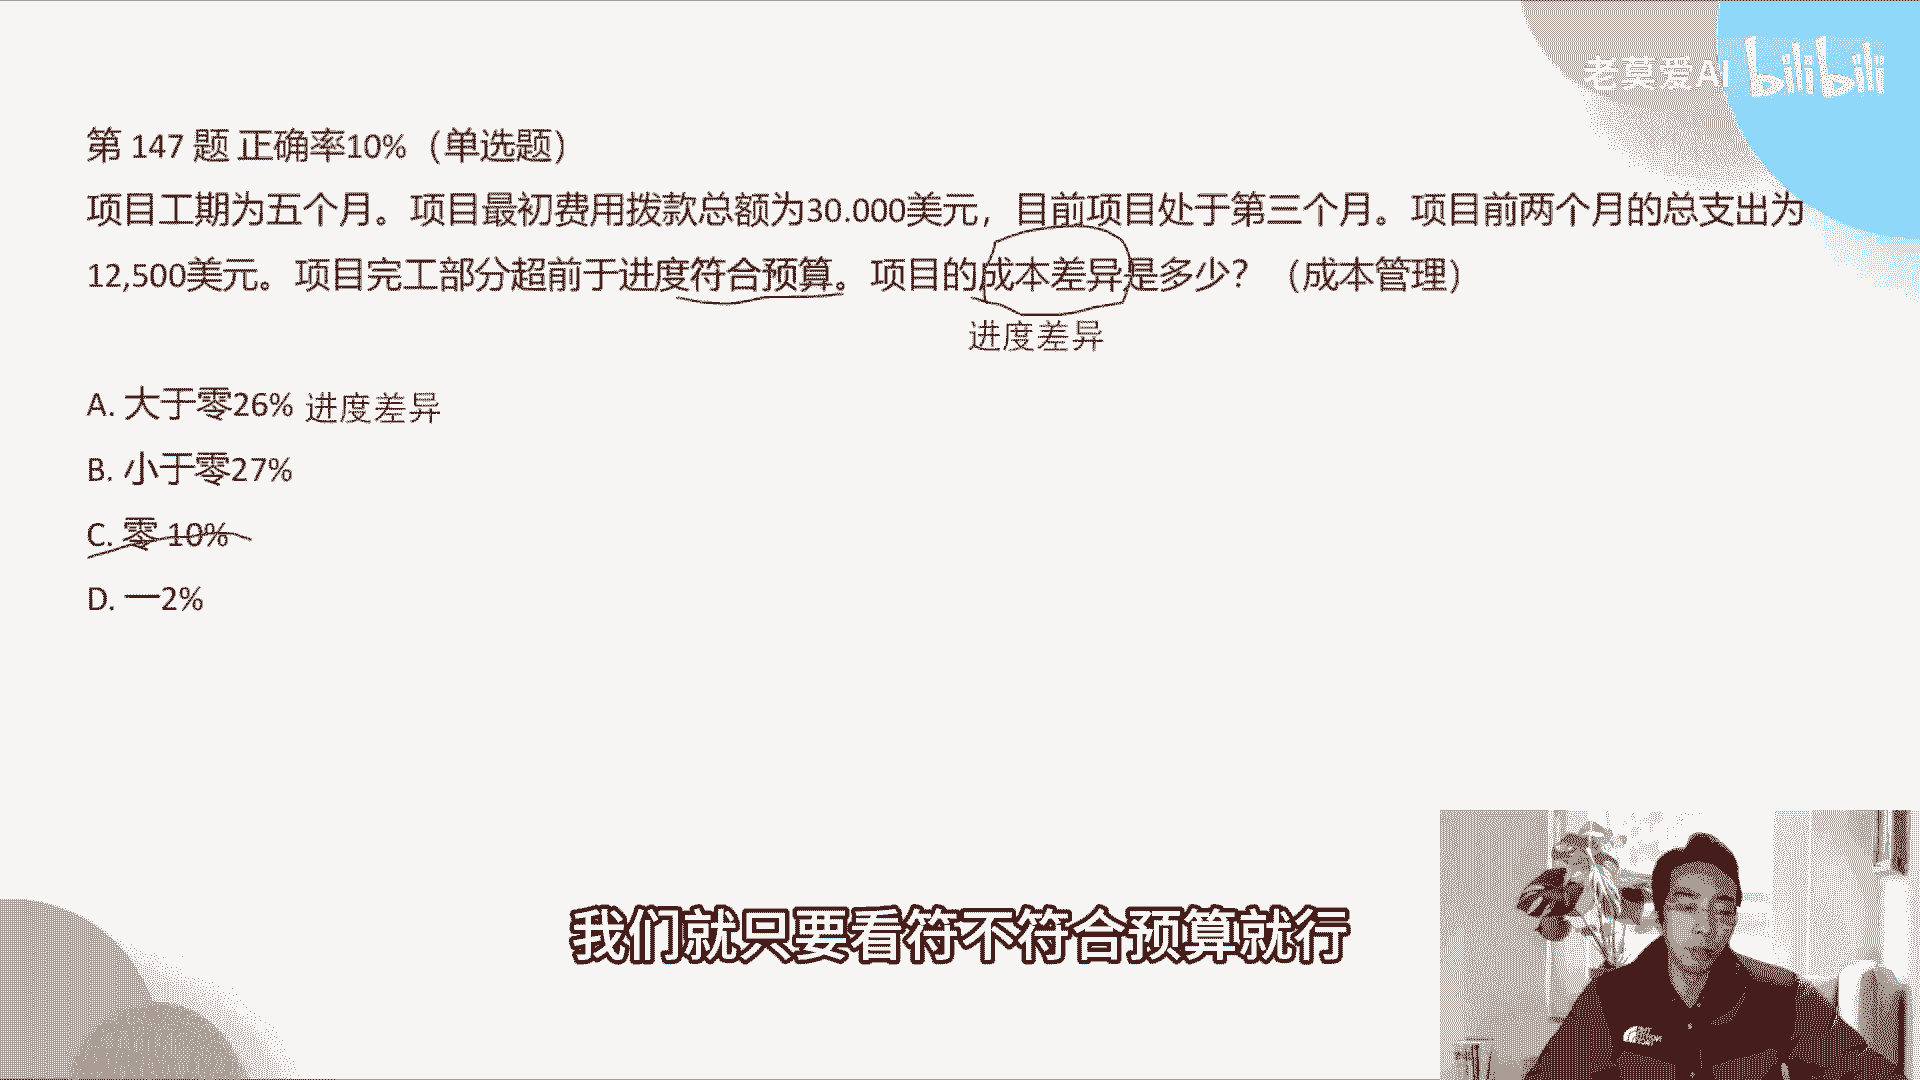 老莫爱AI bilibili
第 147 题 正确率10%（单选题）
项目工期为五个月。项目最初费用拨款总额为30.000美元，目前项目处于第三个月。项目前两个月的总支出为
12,500美元。项目完工部分超前于进度符合预算。项目的成本差异是多少？（成本管理）
进度差异
A. 大于零26% 进度差异
B. 小于零27%
C. 零 10%
D. 一2%
我们就只要看符不符合预算就行